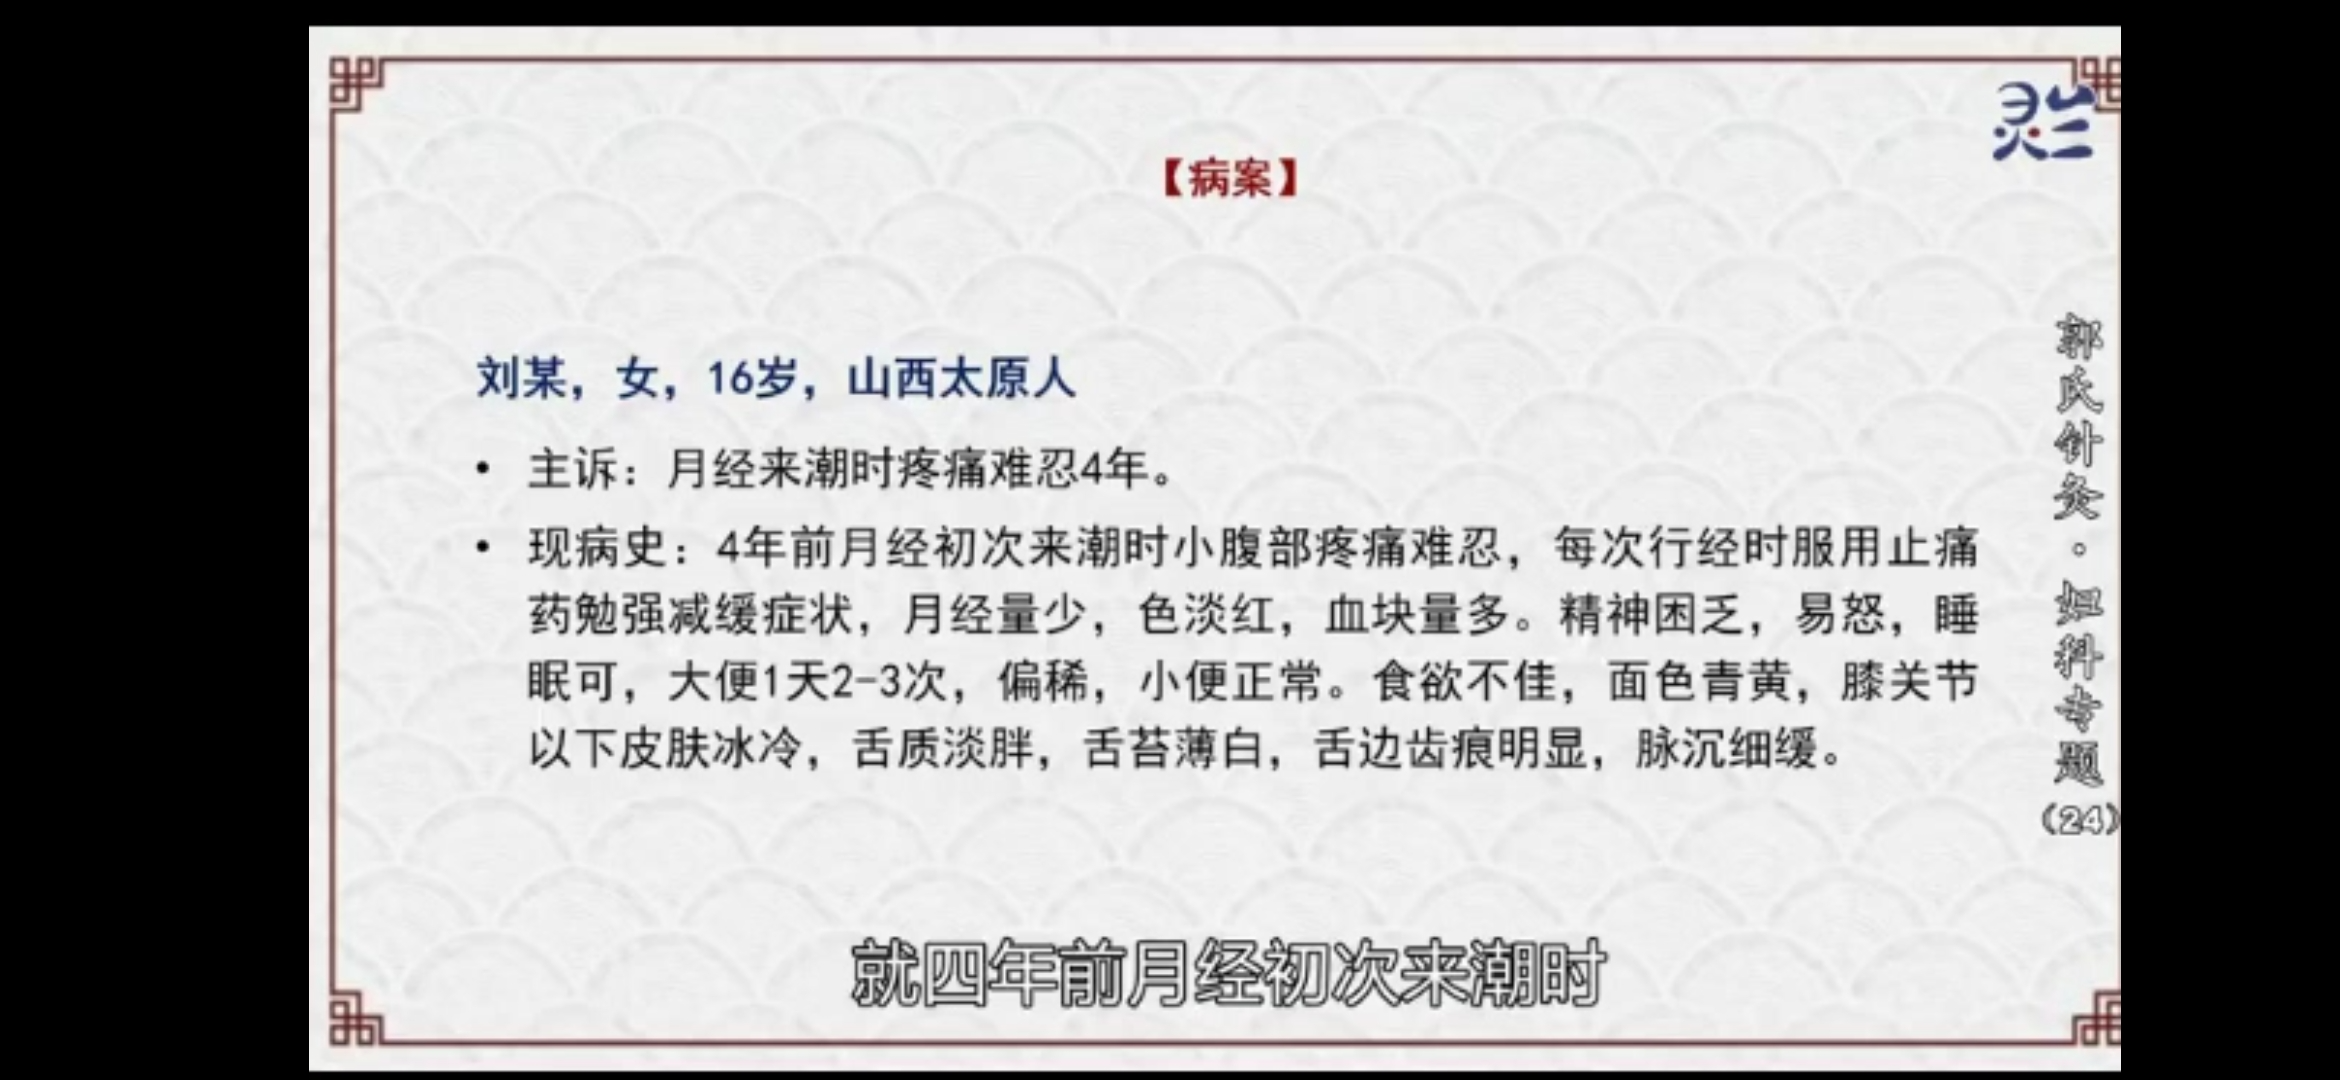 灵兰
【病案】
刘某，女，16岁，山西太原人
• 主诉：月经来潮时疼痛难忍4年。
• 现病史：4年前月经初次来潮时小腹部疼痛难忍，每次行经时服用止痛
药勉强减缓症状，月经量少，色淡红，血块量多。精神困乏，易怒，睡
眠可，大便1天2-3次，偏稀，小便正常。食欲不佳，面色青黄，膝关节
以下皮肤冰冷，舌质淡胖，舌苔薄白，舌边齿痕明显，脉沉细缓。
郭氏针灸。妇科专题（24）
就四年前月经初次来潮时